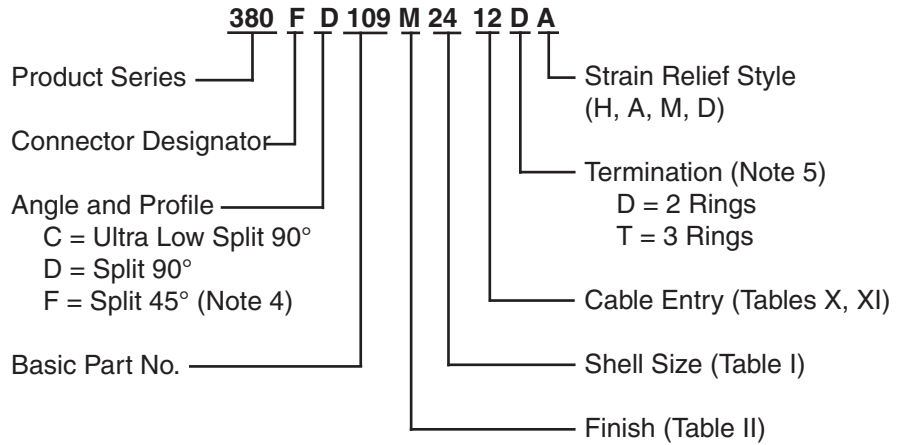 380 F D 109 M 24 12 D A
Product Series
Connector Designator
Angle and Profile
C = Ultra Low Split 90°
D = Split 90°
F = Split 45° (Note 4)
Basic Part No.
Strain Relief Style
(H, A, M, D)
Termination (Note 5)
D = 2 Rings
T = 3 Rings
Cable Entry (Tables X, XI)
Shell Size (Table I)
Finish (Table II)